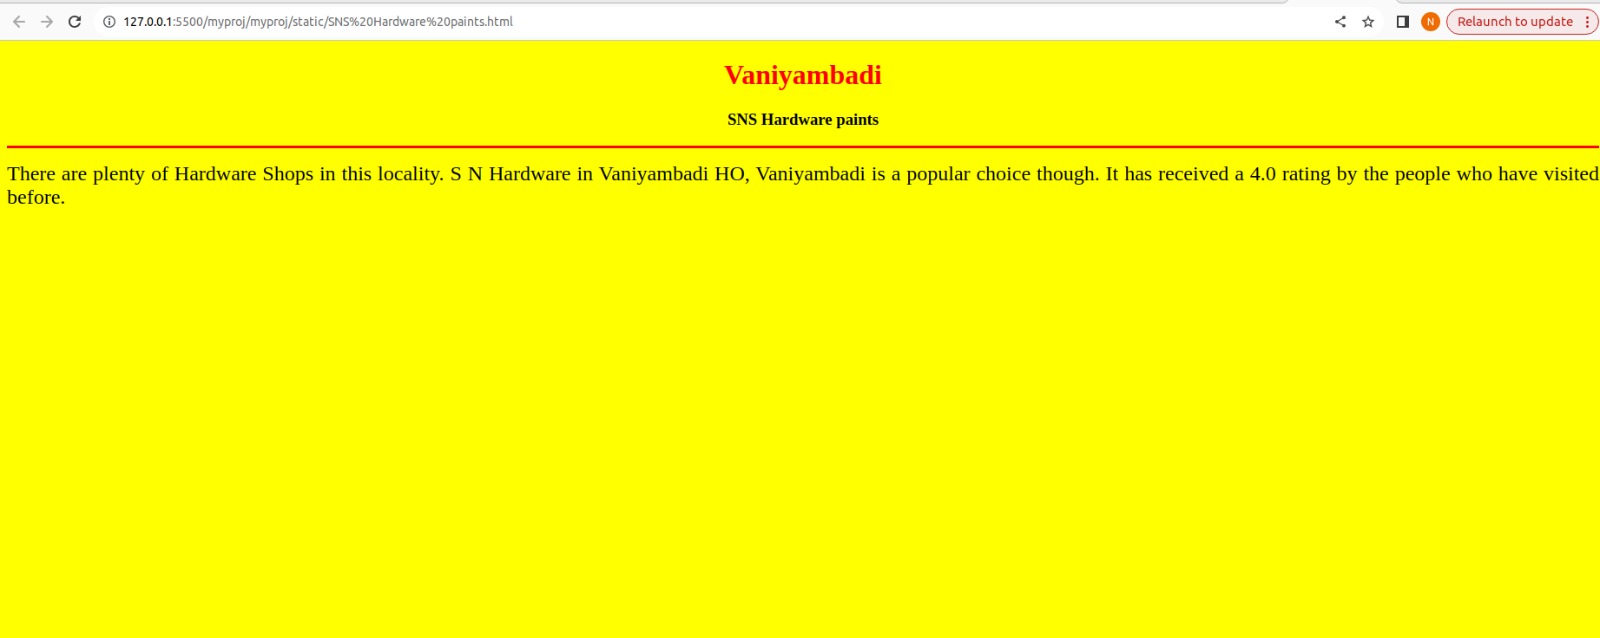 127.0.0.1:5500/myproj/myproj/static/SNS%20Hardware%20paints.html
N
Relaunch to update
Vaniyambadi
SNS Hardware paints
There are plenty of Hardware Shops in this locality. S N Hardware in Vaniyambadi HO, Vaniyambadi is a popular choice though. It has received a 4.0 rating by the people who have visited
before.